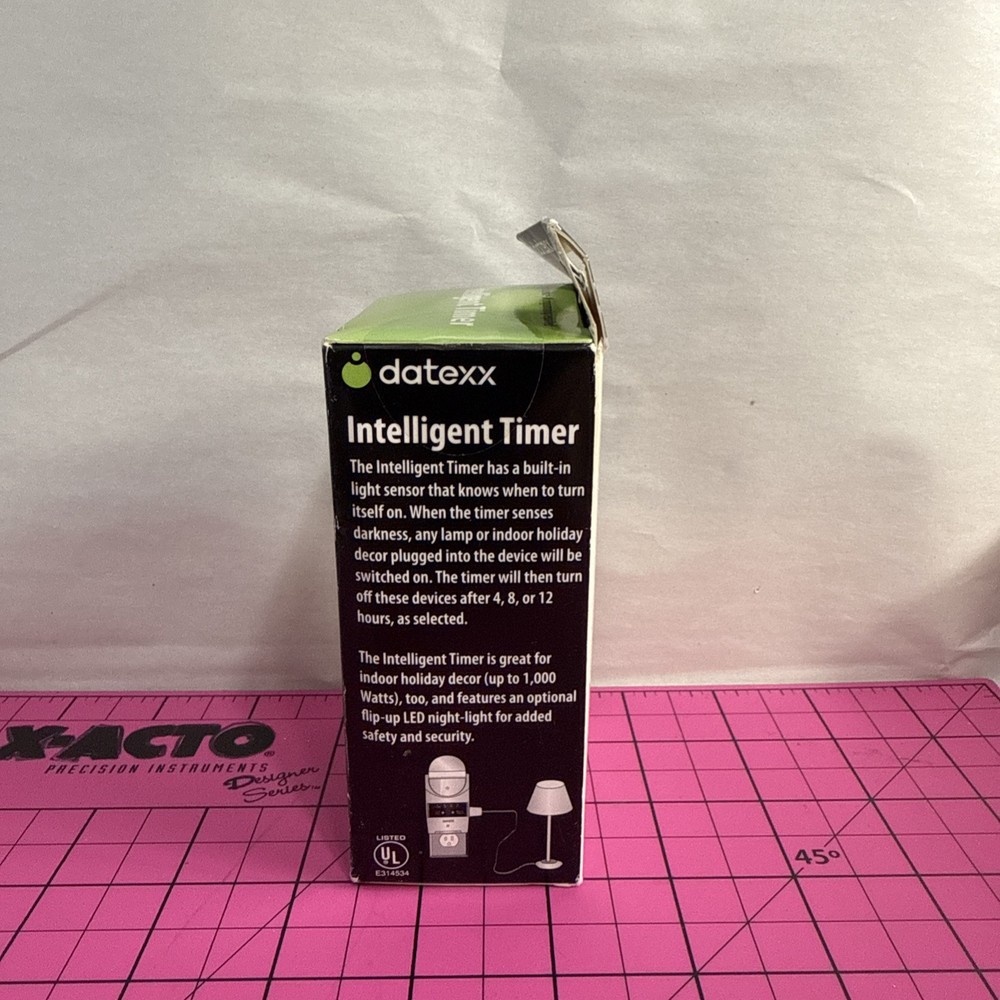 Intelligent Timer
datexx
Intelligent Timer
The Intelligent Timer has a built-in
light sensor that knows when to turn
itself on. When the timer senses
darkness, any lamp or indoor holiday
decor plugged into the device will be
switched on. The timer will then turn
off these devices after 4, 8, or 12
hours, as selected.
The Intelligent Timer is great for
indoor holiday decor (up to 1,000
Watts), too, and features an optional
flip-up LED night-light for added
safety and security.
LISTED
UL
E314534
X-ACTO®
PRECISION INSTRUMENTS
Designer
Series™
45°